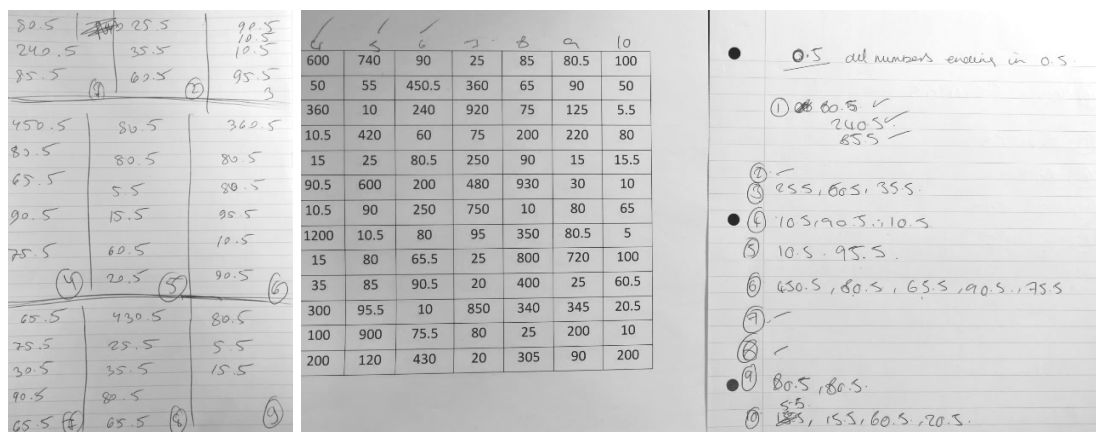 80.5 25.5 90.5
10.5
240.5 35.5 10.5
85.5 60.5 95.5
① ② 3
450.5 80.5 360.5
80.5 80.5 80.5
65.5 5.5 80.5
90.5 15.5 95.5
75.5 60.5 10.5
20.5 90.5
④ ⑤ ⑥
65.5 430.5 80.5
75.5 25.5 5.5
30.5 35.5 15.5
90.5 80.5
65.5 65.5
⑦ ⑧ ⑨
4 5 6 7 8 9 10
600 740 90 25 85 80.5 100
50 55 450.5 360 65 90 50
360 10 240 920 75 125 5.5
10.5 420 60 75 200 220 80
15 25 80.5 250 90 15 15.5
90.5 600 200 480 930 30 10
10.5 90 250 750 10 80 65
1200 10.5 80 95 350 80.5 5
15 80 65.5 25 800 720 100
35 85 90.5 20 400 25 60.5
300 95.5 10 850 340 345 20.5
100 900 75.5 80 25 200 10
200 120 430 20 305 90 200
0.5 all numbers ending in 0.5.
① 80.5 ✓
240.5 ✓
85.5 ✓
② -
③ 25.5, 60.5, 35.5.
④ 10.5, 90.5, 10.5
⑤ 10.5. 95.5.
⑥ 450.5, 80.5, 65.5, 90.5, 75.5
⑦ -
⑧ -
⑨ 80.5, 80.5.
⑩ 5.5, 15.5, 60.5, 20.5.